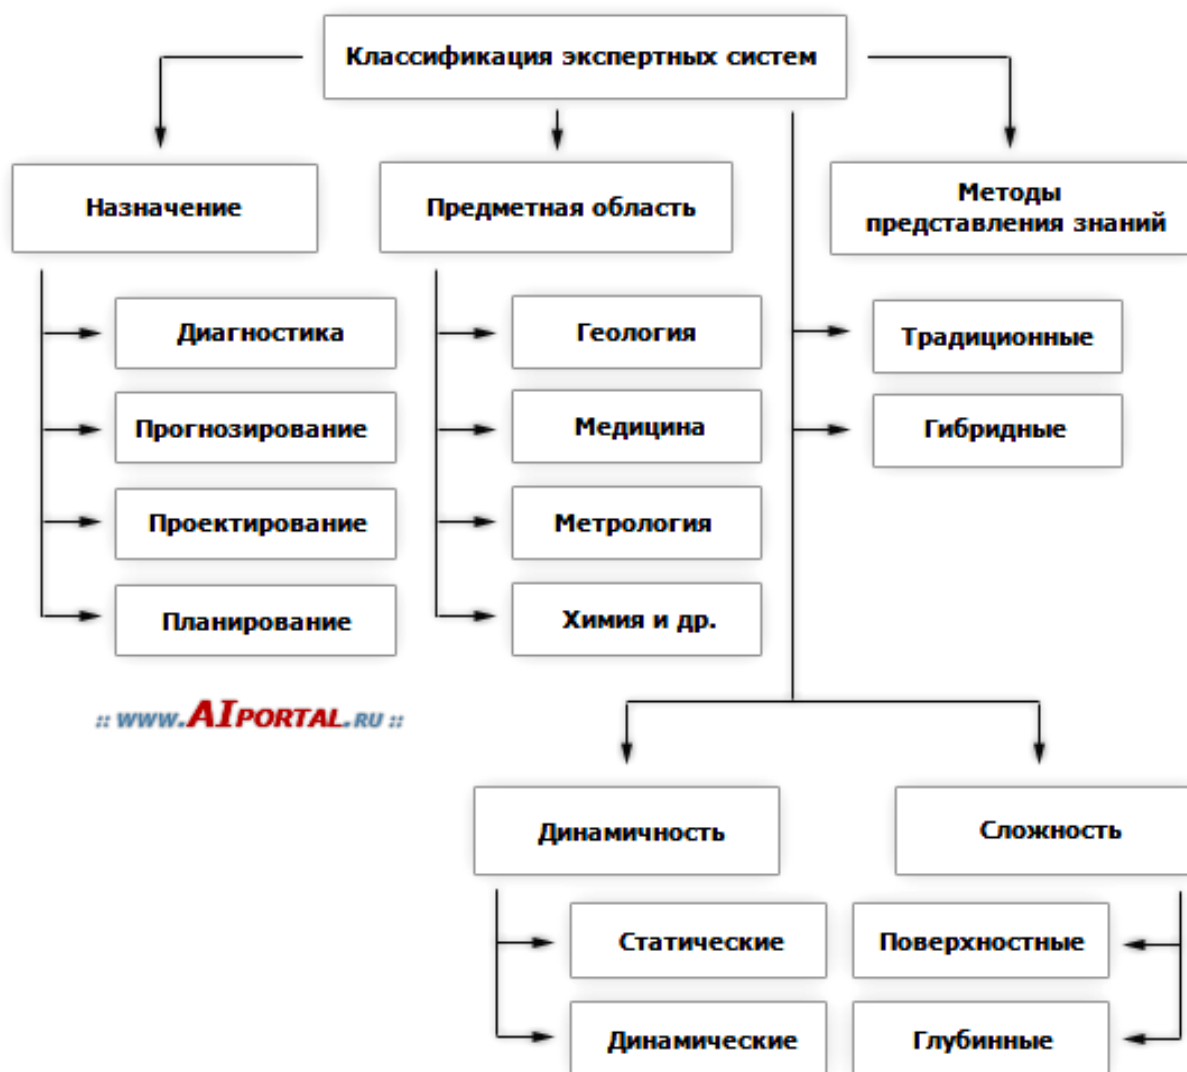 Классификация экспертных систем
Назначение
Предметная область
Методы
представления знаний
Диагностика
Прогнозирование
Проектирование
Планирование
Геология
Медицина
Метрология
Химия и др.
Традиционные
Гибридные
:: www.AIPORTAL.RU ::
Динамичность
Сложность
Статические
Динамические
Поверхностные
Глубинные